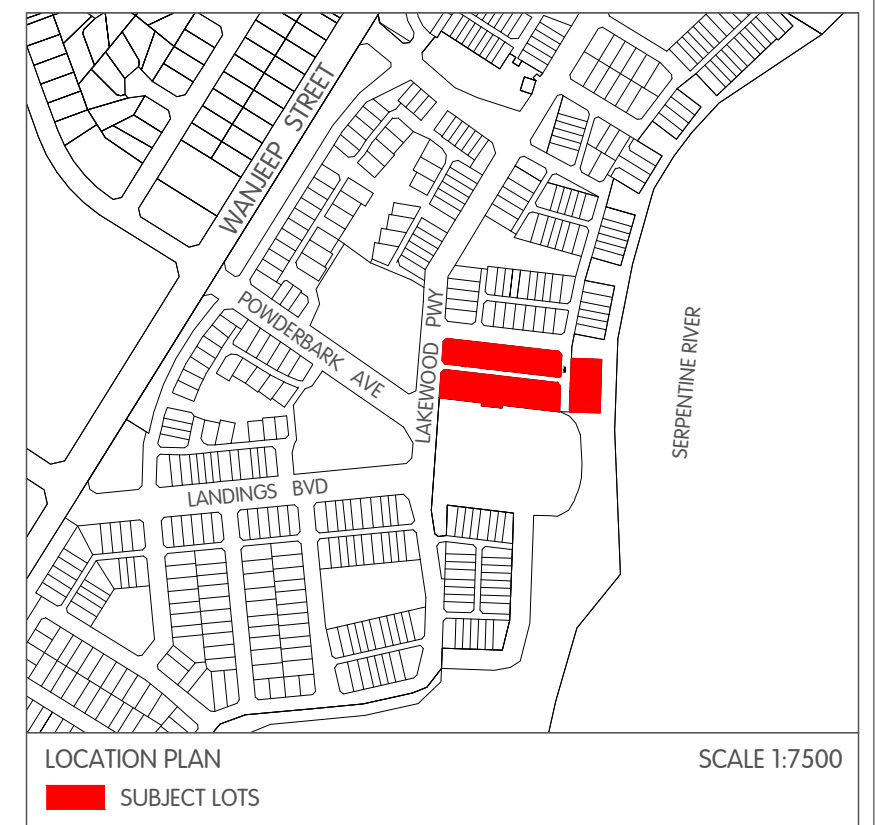 WANJEEP STREET
POWDERBARK AVE
LAKEWOOD PWY
SERPENTINE RIVER
LANDINGS BVD
LOCATION PLAN
SCALE 1:7500
SUBJECT LOTS